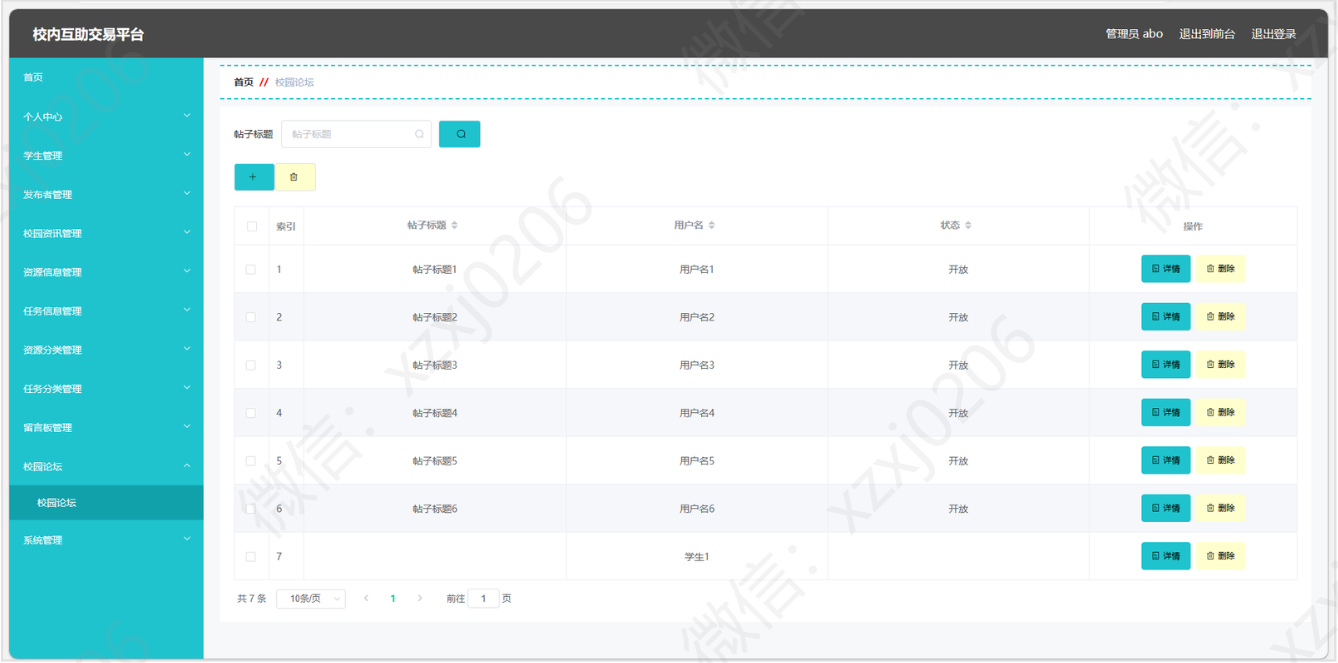 校内互助交易平台
管理员 abo 退出到前台 退出登录
首页
个人中心
学生管理
发布者管理
校园资讯管理
资源信息管理
任务信息管理
资源分类管理
任务分类管理
留言板管理
校园论坛
校园论坛
系统管理
首页 // 校园论坛
帖子标题 帖子标题
索引 帖子标题 用户名 状态 操作
1 帖子标题1 用户名1 开放 详情 删除
2 帖子标题2 用户名2 开放 详情 删除
3 帖子标题3 用户名3 开放 详情 删除
4 帖子标题4 用户名4 开放 详情 删除
5 帖子标题5 用户名5 开放 详情 删除
6 帖子标题6 用户名6 开放 详情 删除
7 学生1 详情 删除
共 7 条 10条/页 1 前往 1 页
微信: xzxj0206
微信: xzxj0206